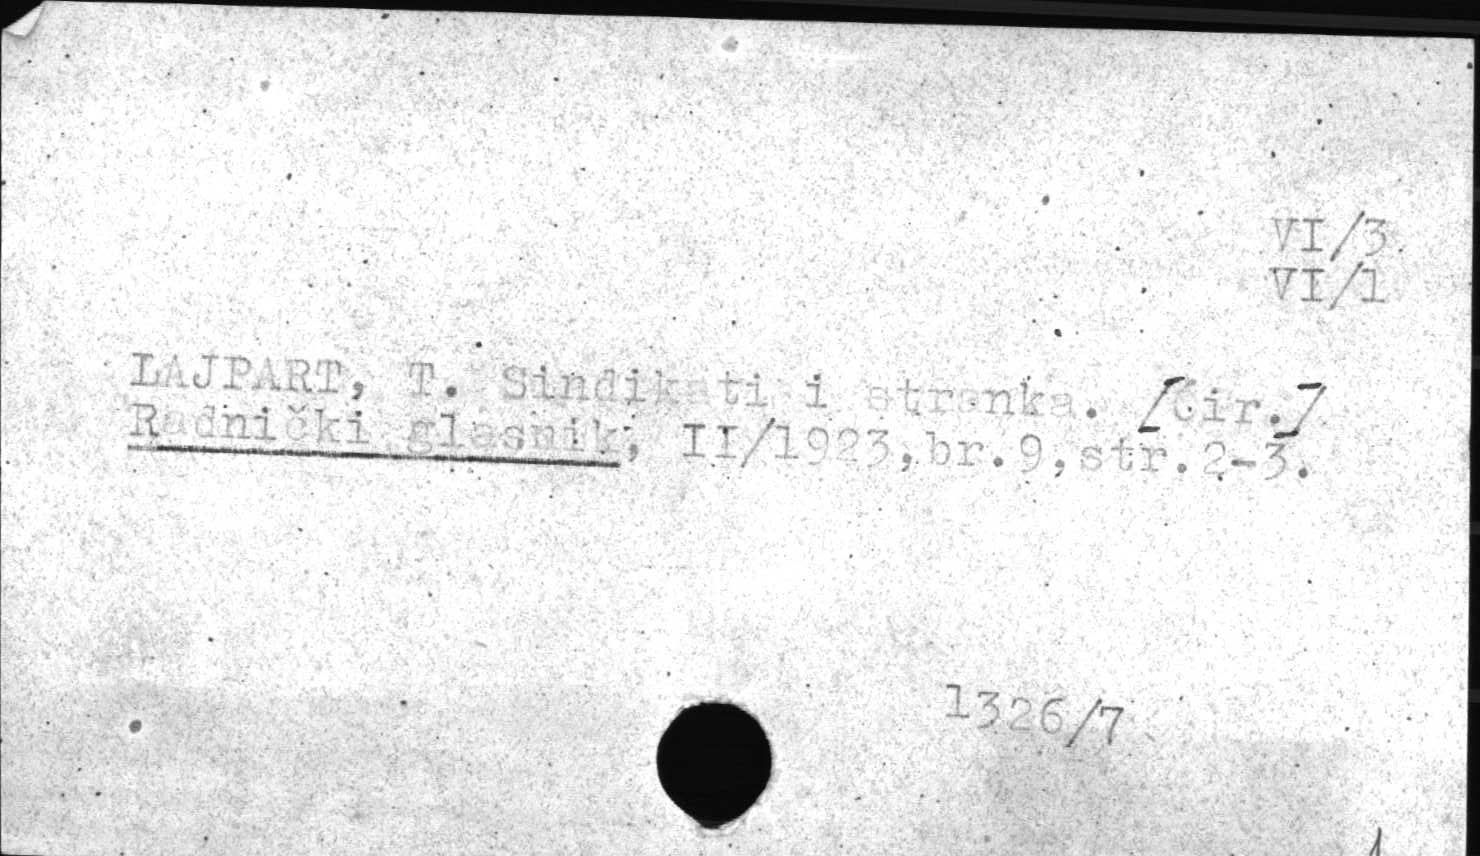 VI/3
VI/1
LAJPART, T. Sindikati i stranka. [Ćir.]
Radnički glasnik, II/1923,br.9,str.2-3.
1326/7